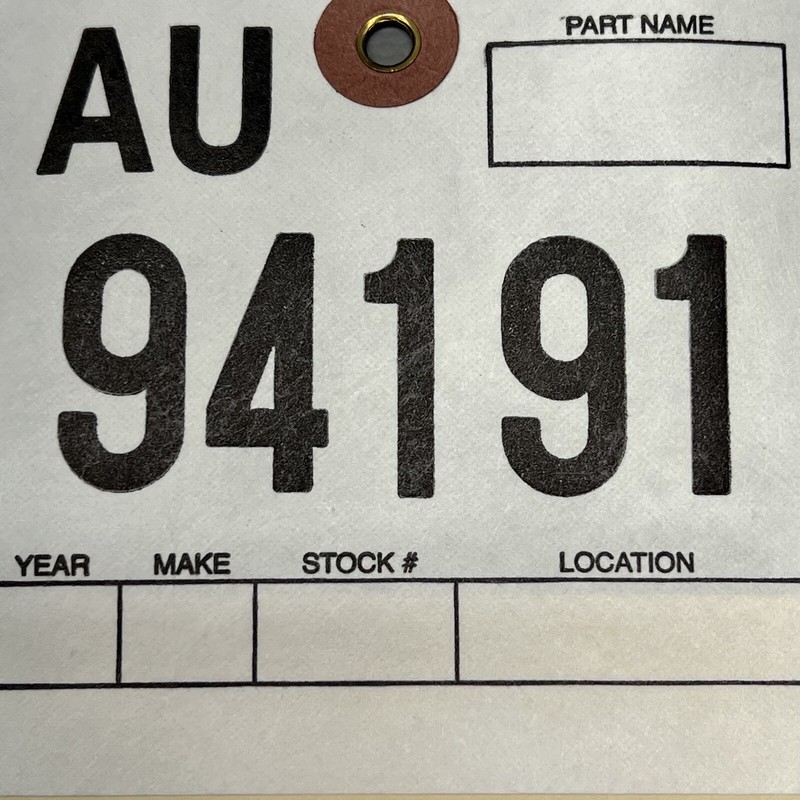 AU
PART NAME
94191
YEAR MAKE STOCK # LOCATION